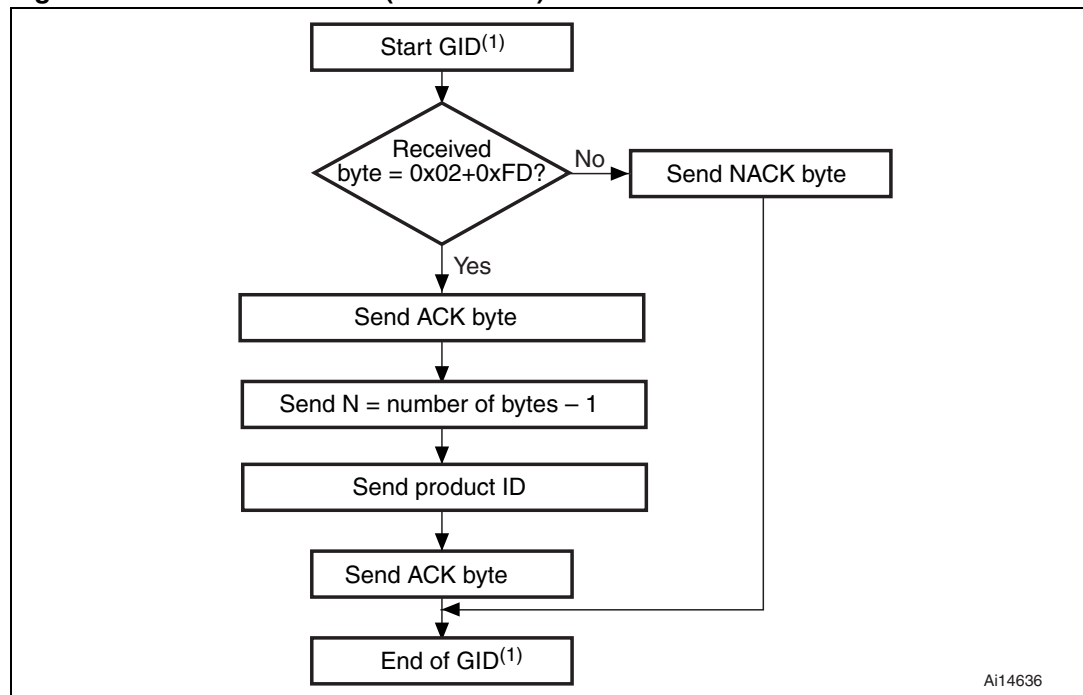 Start GID(1)
Received
byte = 0x02+0xFD?
No
Send NACK byte
Yes
Send ACK byte
Send N = number of bytes – 1
Send product ID
Send ACK byte
End of GID(1)
Ai14636